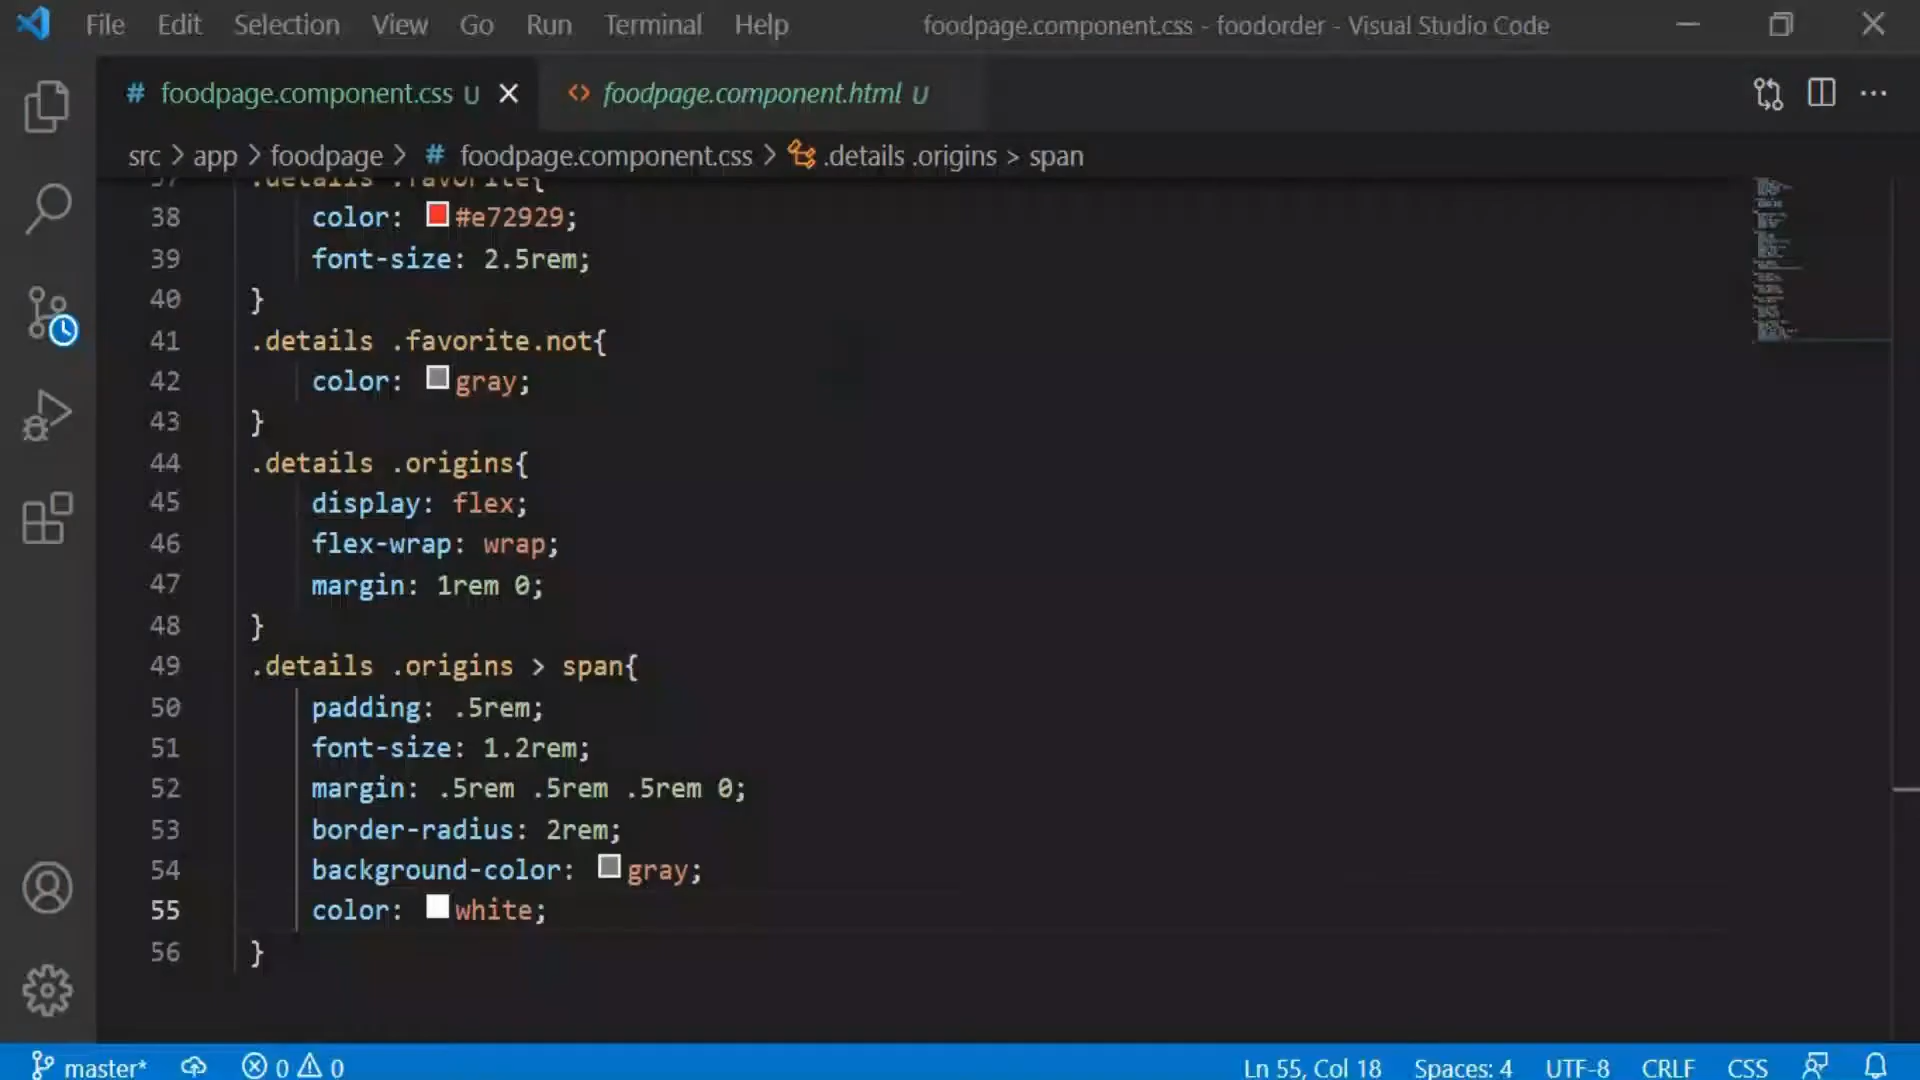 File Edit Selection View Go Run Terminal Help foodpage.component.css - foodorder - Visual Studio Code
# foodpage.component.css U foodpage.component.html U
src > app > foodpage > # foodpage.component.css > .details .origins > span
37 .details .favorite{
38 color: #e72929;
39 font-size: 2.5rem;
40 }
41 .details .favorite.not{
42 color: gray;
43 }
44 .details .origins{
45 display: flex;
46 flex-wrap: wrap;
47 margin: 1rem 0;
48 }
49 .details .origins > span{
50 padding: .5rem;
51 font-size: 1.2rem;
52 margin: .5rem .5rem .5rem 0;
53 border-radius: 2rem;
54 background-color: gray;
55 color: white;
56 }
master* 0 0 Ln 55, Col 18 Spaces: 4 UTF-8 CRLF CSS